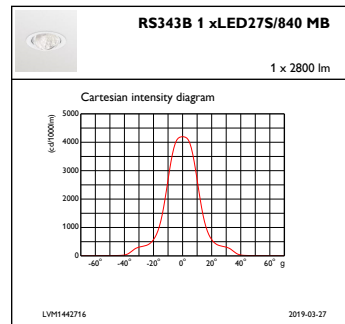 RS343B 1 xLED27S/840 MB
1 x 2800 lm
Cartesian intensity diagram
(cd/1000lm)
5000
4000
3000
2000
1000
0
-60° -40° -20° 0° 20° 40° 60° g
LVM1442716 2019-03-27